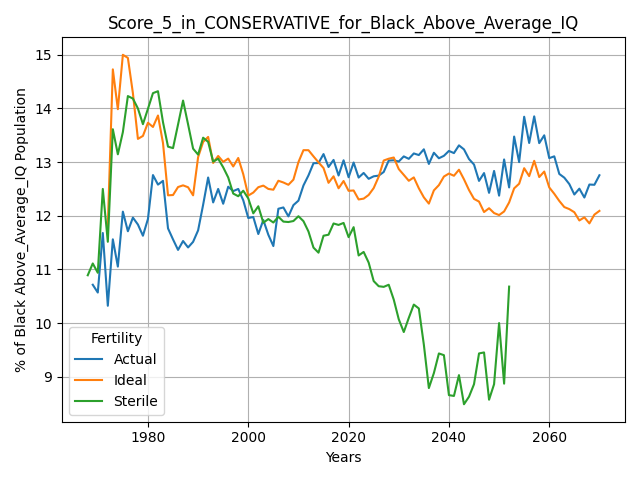 Score_5_in_CONSERVATIVE_for_Black_Above_Average_IQ
% of Black Above_Average_IQ Population
15
14
13
12
11
10
9
Fertility
Actual
Ideal
Sterile
1980 2000 2020 2040 2060
Years